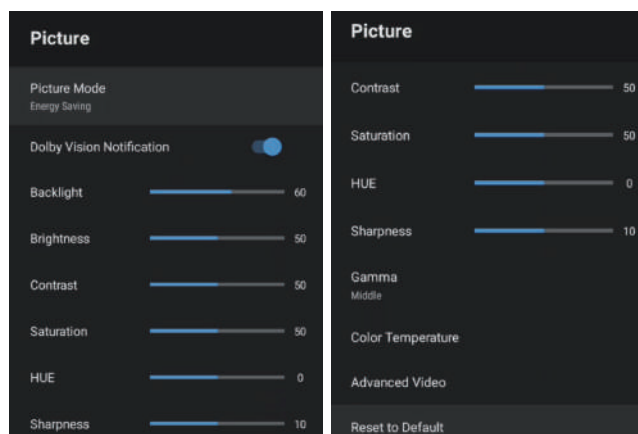 Picture
Picture Mode
Energy Saving
Dolby Vision Notification
Backlight 60
Brightness 50
Contrast 50
Saturation 50
HUE 0
Sharpness 10
Picture
Contrast 50
Saturation 50
HUE 0
Sharpness 10
Gamma
Middle
Color Temperature
Advanced Video
Reset to Default